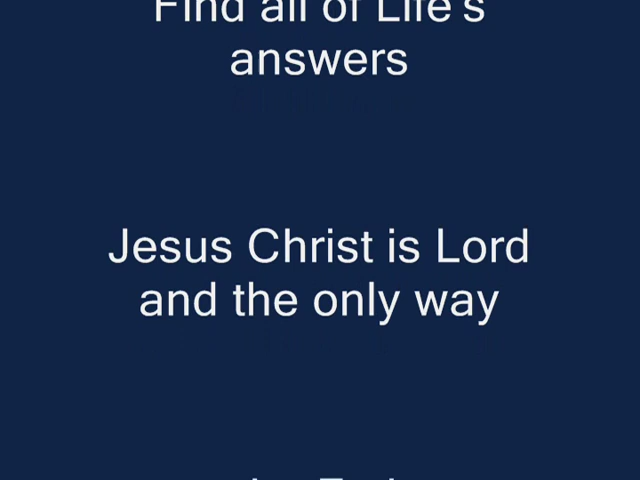 Find all of Life's
answers
Jesus Christ is Lord
and the only way